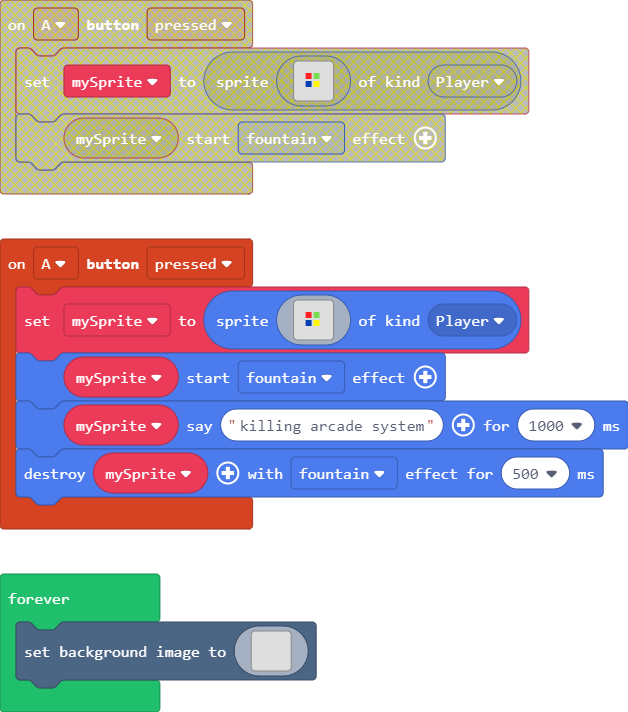 on A button pressed
set mySprite to sprite of kind Player
mySprite start fountain effect
on A button pressed
set mySprite to sprite of kind Player
mySprite start fountain effect
mySprite say "killing arcade system" for 1000 ms
destroy mySprite with fountain effect for 500 ms
forever
set background image to